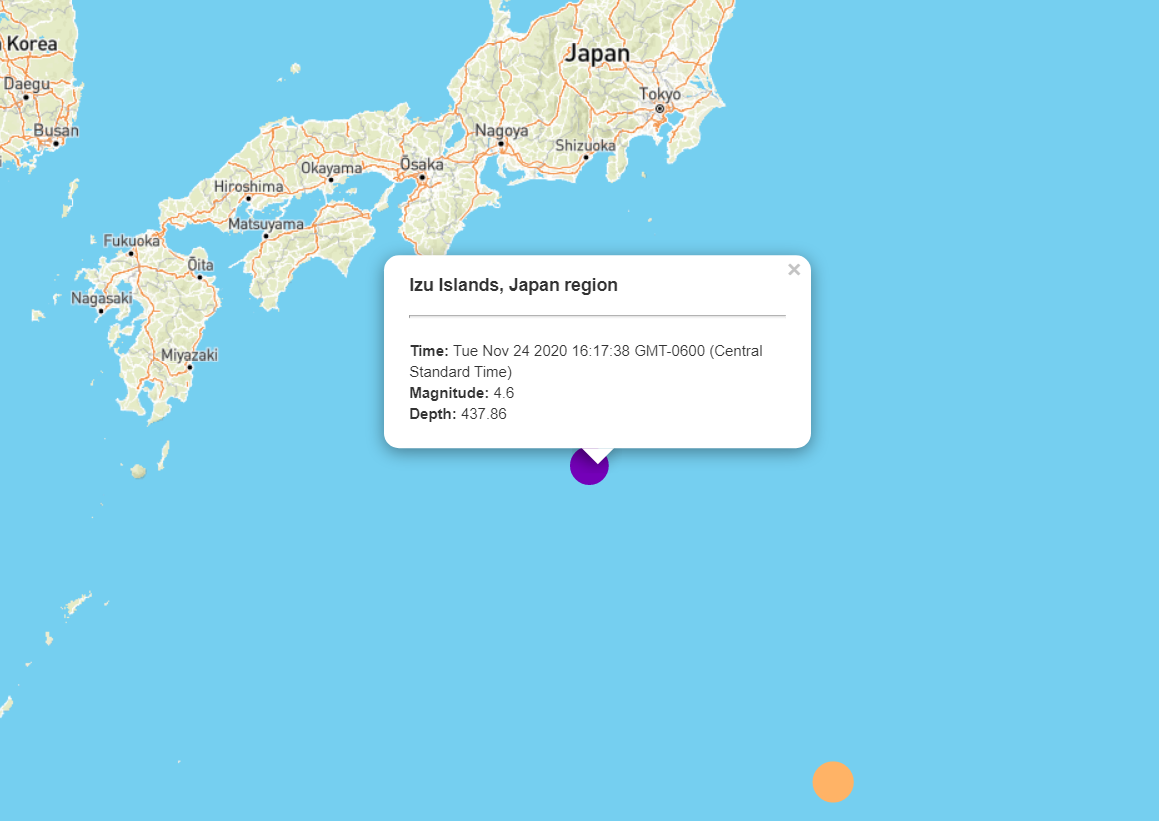 Korea
Japan
Daegu
Tokyo
Busan
Nagoya
Shizuoka
Ōsaka
Okayama
Hiroshima
Matsuyama
Fukuoka
Ōita
Nagasaki
Miyazaki
×
Izu Islands, Japan region
Time: Tue Nov 24 2020 16:17:38 GMT-0600 (Central
Standard Time)
Magnitude: 4.6
Depth: 437.86